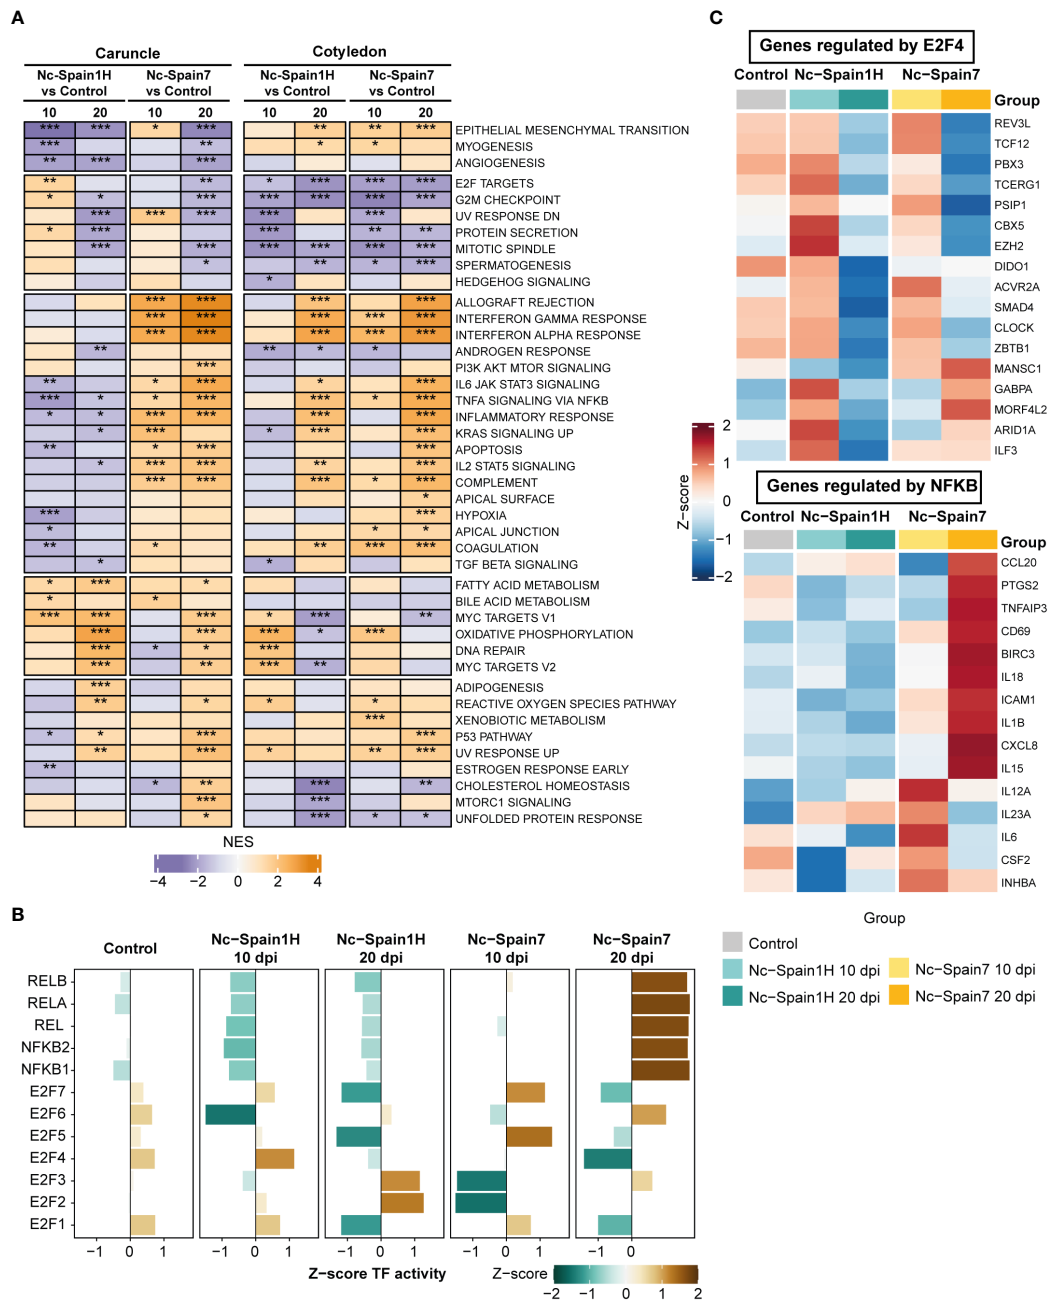 A
Caruncle
Cotyledon
Nc-Spain1H vs Control
Nc-Spain7 vs Control
Nc-Spain1H vs Control
Nc-Spain7 vs Control
10 20 10 20 10 20 10 20
*** *** * *** ** ** *** EPITHELIAL MESENCHYMAL TRANSITION
*** ** * * MYOGENESIS
** *** *** ANGIOGENESIS
** ** * *** *** *** E2F TARGETS
* * *** *** *** * *** G2M CHECKPOINT
*** *** *** *** *** UV RESPONSE DN
* *** *** ** ** PROTEIN SECRETION
*** *** *** *** *** *** MITOTIC SPINDLE
* ** * *** SPERMATOGENESIS
* HEDGEHOG SIGNALING
*** *** *** *** ALLOGRAFT REJECTION
*** *** *** *** *** INTERFERON GAMMA RESPONSE
*** *** *** *** *** INTERFERON ALPHA RESPONSE
** ** * * ANDROGEN RESPONSE
*** PI3K AKT MTOR SIGNALING
** * *** * *** IL6 JAK STAT3 SIGNALING
*** * * *** * * *** TNFA SIGNALING VIA NFKB
* * *** *** *** *** INFLAMMATORY RESPONSE
* *** * *** *** KRAS SIGNALING UP
** * *** *** APOPTOSIS
* *** *** ** *** IL2 STAT5 SIGNALING
*** *** *** * *** COMPLEMENT
* APICAL SURFACE
*** *** HYPOXIA
* * * APICAL JUNCTION
** * ** *** *** COAGULATION
* * TGF BETA SIGNALING
* *** * FATTY ACID METABOLISM
* * BILE ACID METABOLISM
*** *** *** * *** ** MYC TARGETS V1
*** *** *** * *** OXIDATIVE PHOSPHORYLATION
*** * * *** DNA REPAIR
*** ** *** ** MYC TARGETS V2
*** ADIPOGENESIS
** * * * REACTIVE OXYGEN SPECIES PATHWAY
*** XENOBIOTIC METABOLISM
* * *** *** P53 PATHWAY
** *** * ** *** UV RESPONSE UP
** ESTROGEN RESPONSE EARLY
* ** *** ** CHOLESTEROL HOMEOSTASIS
*** *** MTORC1 SIGNALING
* *** * * UNFOLDED PROTEIN RESPONSE
NES
−4 −2 0 2 4
C
Genes regulated by E2F4
Control Nc−Spain1H Nc−Spain7
Group
REV3L
TCF12
PBX3
TCERG1
PSIP1
CBX5
EZH2
DIDO1
ACVR2A
SMAD4
CLOCK
ZBTB1
MANSC1
GABPA
MORF4L2
ARID1A
ILF3
Z−score
2
1
0
−1
−2
Genes regulated by NFKB
Control Nc−Spain1H Nc−Spain7
Group
CCL20
PTGS2
TNFAIP3
CD69
BIRC3
IL18
ICAM1
IL1B
CXCL8
IL15
IL12A
IL23A
IL6
CSF2
INHBA
Group
Control
Nc−Spain1H 10 dpi
Nc−Spain7 10 dpi
Nc−Spain1H 20 dpi
Nc−Spain7 20 dpi
B
Control
Nc−Spain1H 10 dpi
Nc−Spain1H 20 dpi
Nc−Spain7 10 dpi
Nc−Spain7 20 dpi
RELB
RELA
REL
NFKB2
NFKB1
E2F7
E2F6
E2F5
E2F4
E2F3
E2F2
E2F1
−1 0 1 −1 0 1 −1 0 1 −1 0 1 −1 0
Z−score TF activity
Z−score
−2 −1 0 1 2